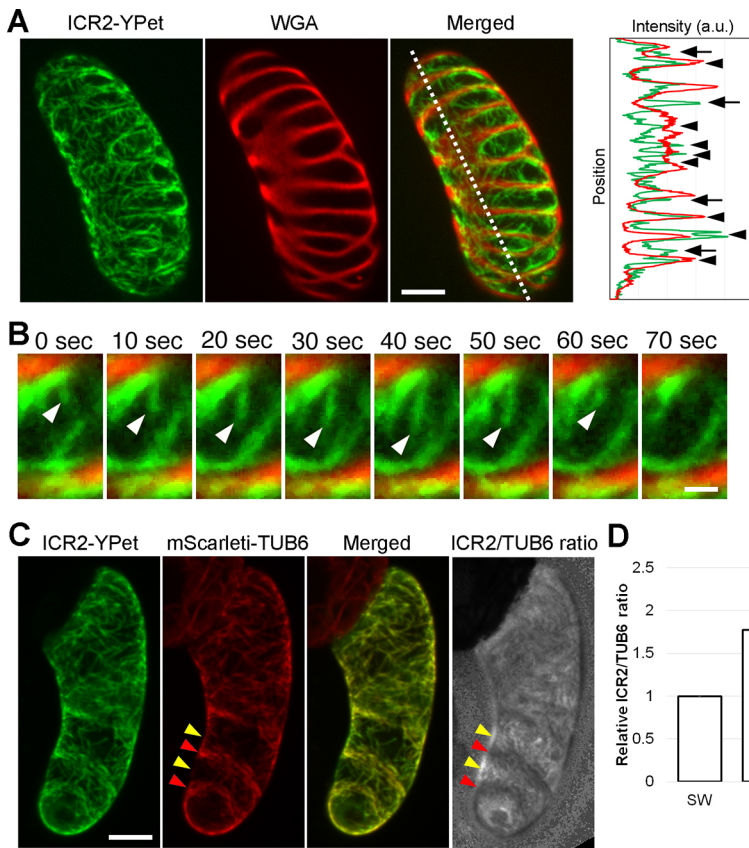 A
ICR2-YPet WGA Merged Intensity (a.u.)
Position
B
0 sec 10 sec 20 sec 30 sec 40 sec 50 sec 60 sec 70 sec
C
ICR2-YPet mScarleti-TUB6 Merged ICR2/TUB6 ratio
D
Relative ICR2/TUB6 ratio
2.5
2
1.5
1
0.5
0
SW